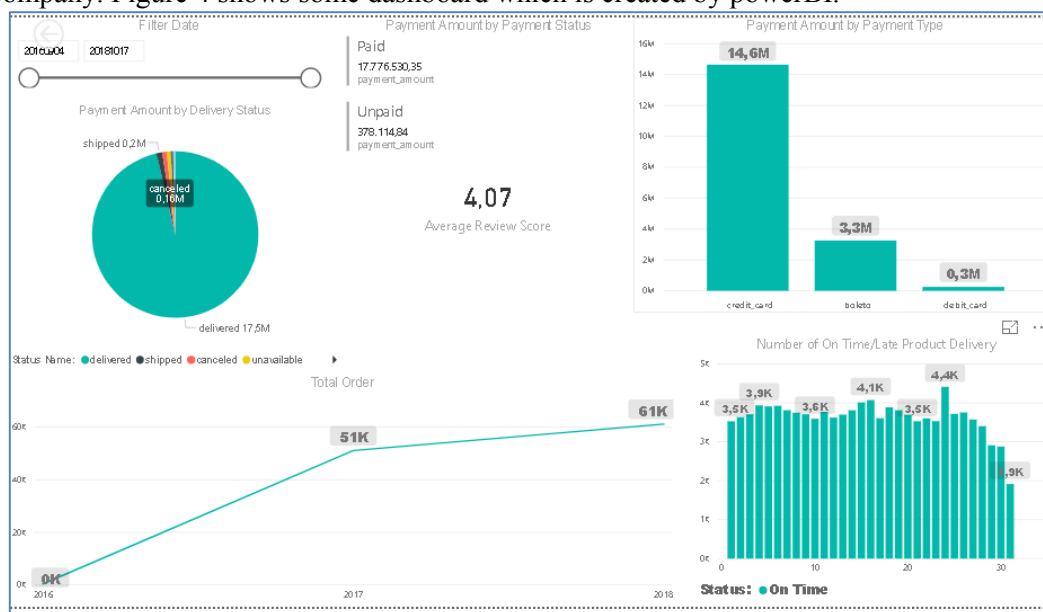 ompany. Figure 4 shows some dashboard which is created by powerBI.
Filter Date
20181017
Payment Amount by Delivery Status
shipped 0,2M
canceled
0,16M
delivered 17,5M
Status Name: delivered shipped canceled unavailable
Payment Amount by Payment Status
Paid
17.776.530,35
payment_amount
Unpaid
378.114,84
payment_amount
4,07
Average Review Score
Payment Amount by Payment Type
16M
14M
12M
10M
8M
6M
4M
2M
0M
14,6M
3,3M
0,3M
credit_card
boleto
debit_card
Total Order
60K
40K
20K
0K
0K
51K
61K
2016
2017
2018
Number of On Time/Late Product Delivery
5K
4K
3K
2K
1K
0K
3,5K
3,9K
3,6K
4,1K
3,5K
4,4K
0
10
20
30
Status: On Time